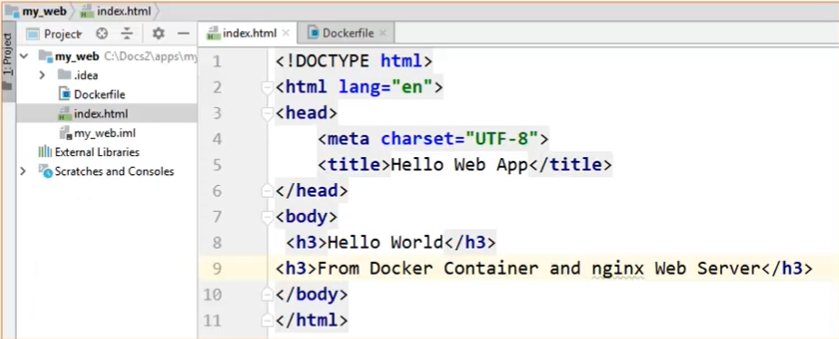 my_web index.html
1: Project
Project
my_web C:\Docs2\apps\my
.idea
Dockerfile
index.html
my_web.iml
External Libraries
Scratches and Consoles
index.html Dockerfile
1 <!DOCTYPE html>
2 <html lang="en">
3 <head>
4 <meta charset="UTF-8">
5 <title>Hello Web App</title>
6 </head>
7 <body>
8 <h3>Hello World</h3>
9 <h3>From Docker Container and nginx Web Server</h3>
10 </body>
11 </html>